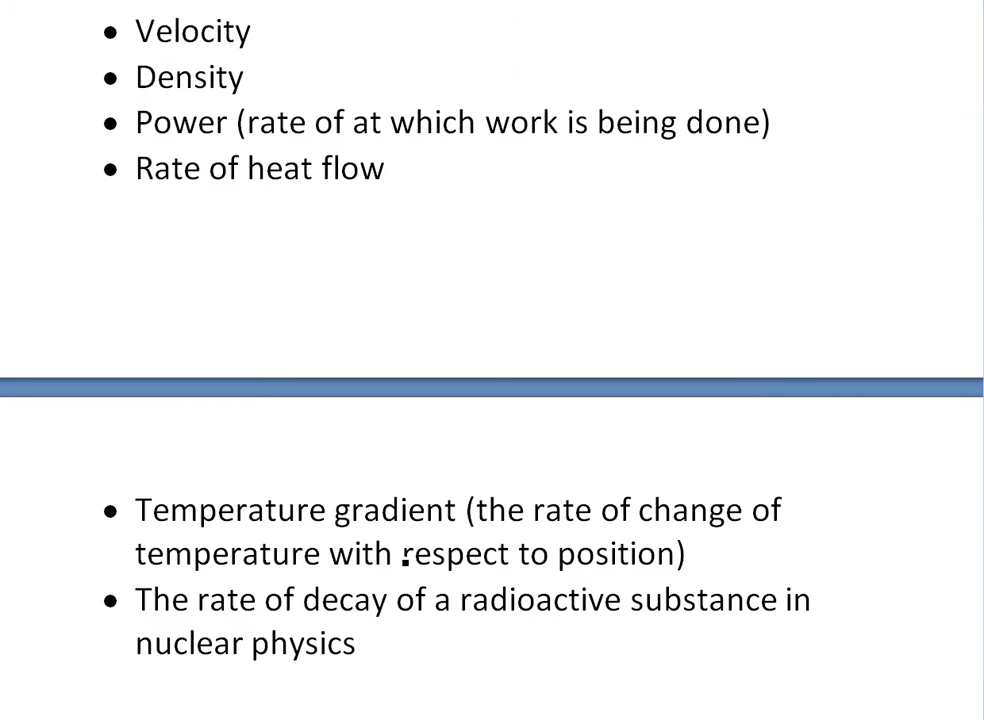 • Velocity
• Density
• Power (rate of at which work is being done)
• Rate of heat flow
• Temperature gradient (the rate of change of
temperature with respect to position)
• The rate of decay of a radioactive substance in
nuclear physics